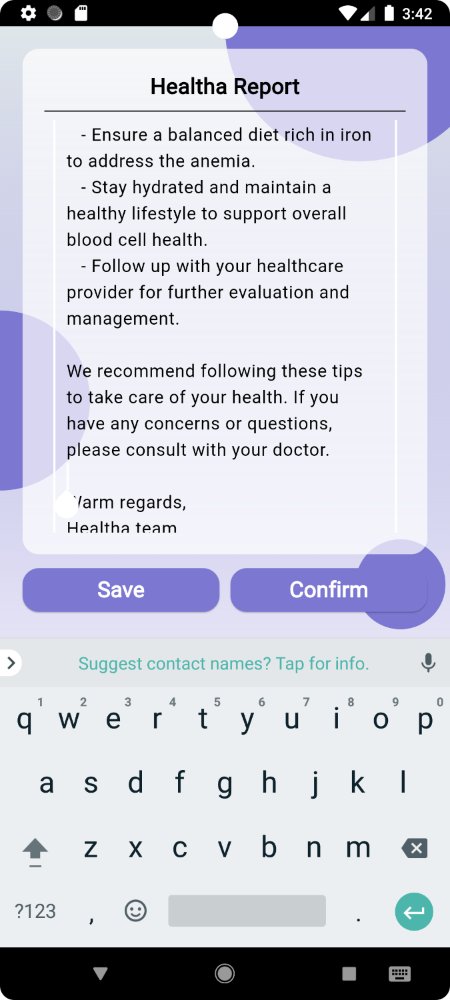 3:42
Healtha Report
- Ensure a balanced diet rich in iron
to address the anemia.
- Stay hydrated and maintain a
healthy lifestyle to support overall
blood cell health.
- Follow up with your healthcare
provider for further evaluation and
management.
We recommend following these tips
to take care of your health. If you
have any concerns or questions,
please consult with your doctor.
Warm regards,
Healtha team
Save Confirm
Suggest contact names? Tap for info.
q 1 w 2 e 3 r 4 t 5 y 6 u 7 i 8 o 9 p 0
a s d f g h j k l
z x c v b n m
?123 , .